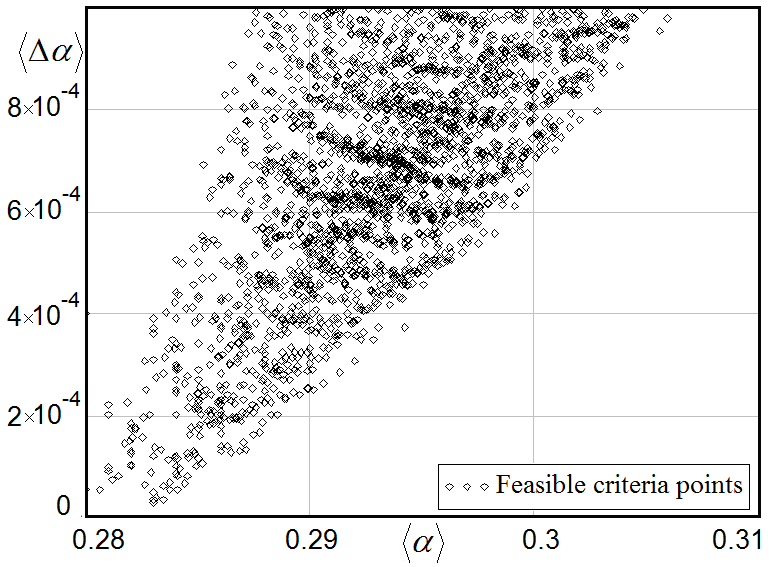 ⟨Δα⟩
8×10⁻⁴
6×10⁻⁴
4×10⁻⁴
2×10⁻⁴
0
Feasible criteria points
0.28 0.29 ⟨α⟩ 0.3 0.31